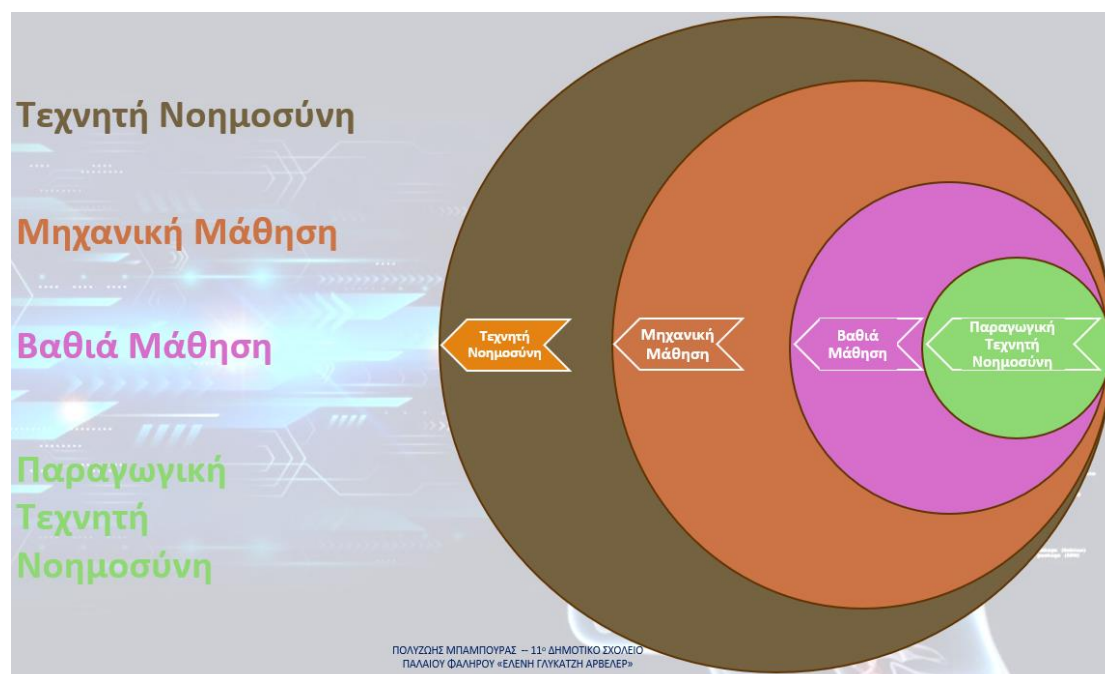 Τεχνητή Νοημοσύνη
Μηχανική Μάθηση
Βαθιά Μάθηση
Παραγωγική
Τεχνητή
Νοημοσύνη
Τεχνητή
Νοημοσύνη
Μηχανική
Μάθηση
Βαθιά
Μάθηση
Παραγωγική
Τεχνητή
Νοημοσύνη
ΠΟΛΥΖΩΗΣ ΜΠΑΜΠΟΥΡΑΣ – 11ο ΔΗΜΟΤΙΚΟ ΣΧΟΛΕΙΟ
ΠΑΛΑΙΟΥ ΦΑΛΗΡΟΥ «ΕΛΕΝΗ ΓΛΥΚΑΤΖΗ ΑΡΒΕΛΕΡ»